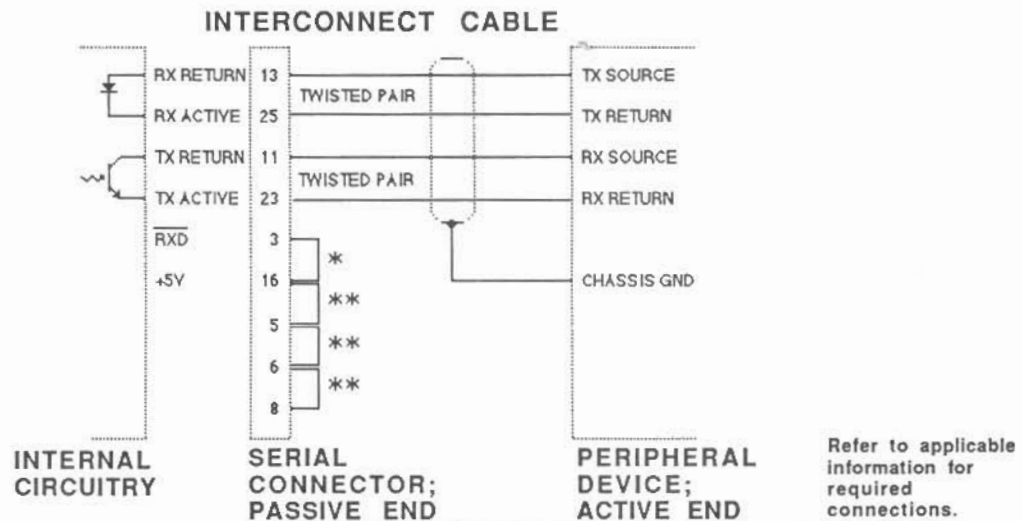 INTERCONNECT CABLE
RX RETURN 13 TX SOURCE
TWISTED PAIR
RX ACTIVE 25 TX RETURN
TX RETURN 11 RX SOURCE
TWISTED PAIR
TX ACTIVE 23 RX RETURN
RXD 3
*
+5V 16 CHASSIS GND
**
5
**
6
**
8
INTERNAL
CIRCUITRY
SERIAL
CONNECTOR;
PASSIVE END
PERIPHERAL
DEVICE;
ACTIVE END
Refer to applicable
information for
required
connections.